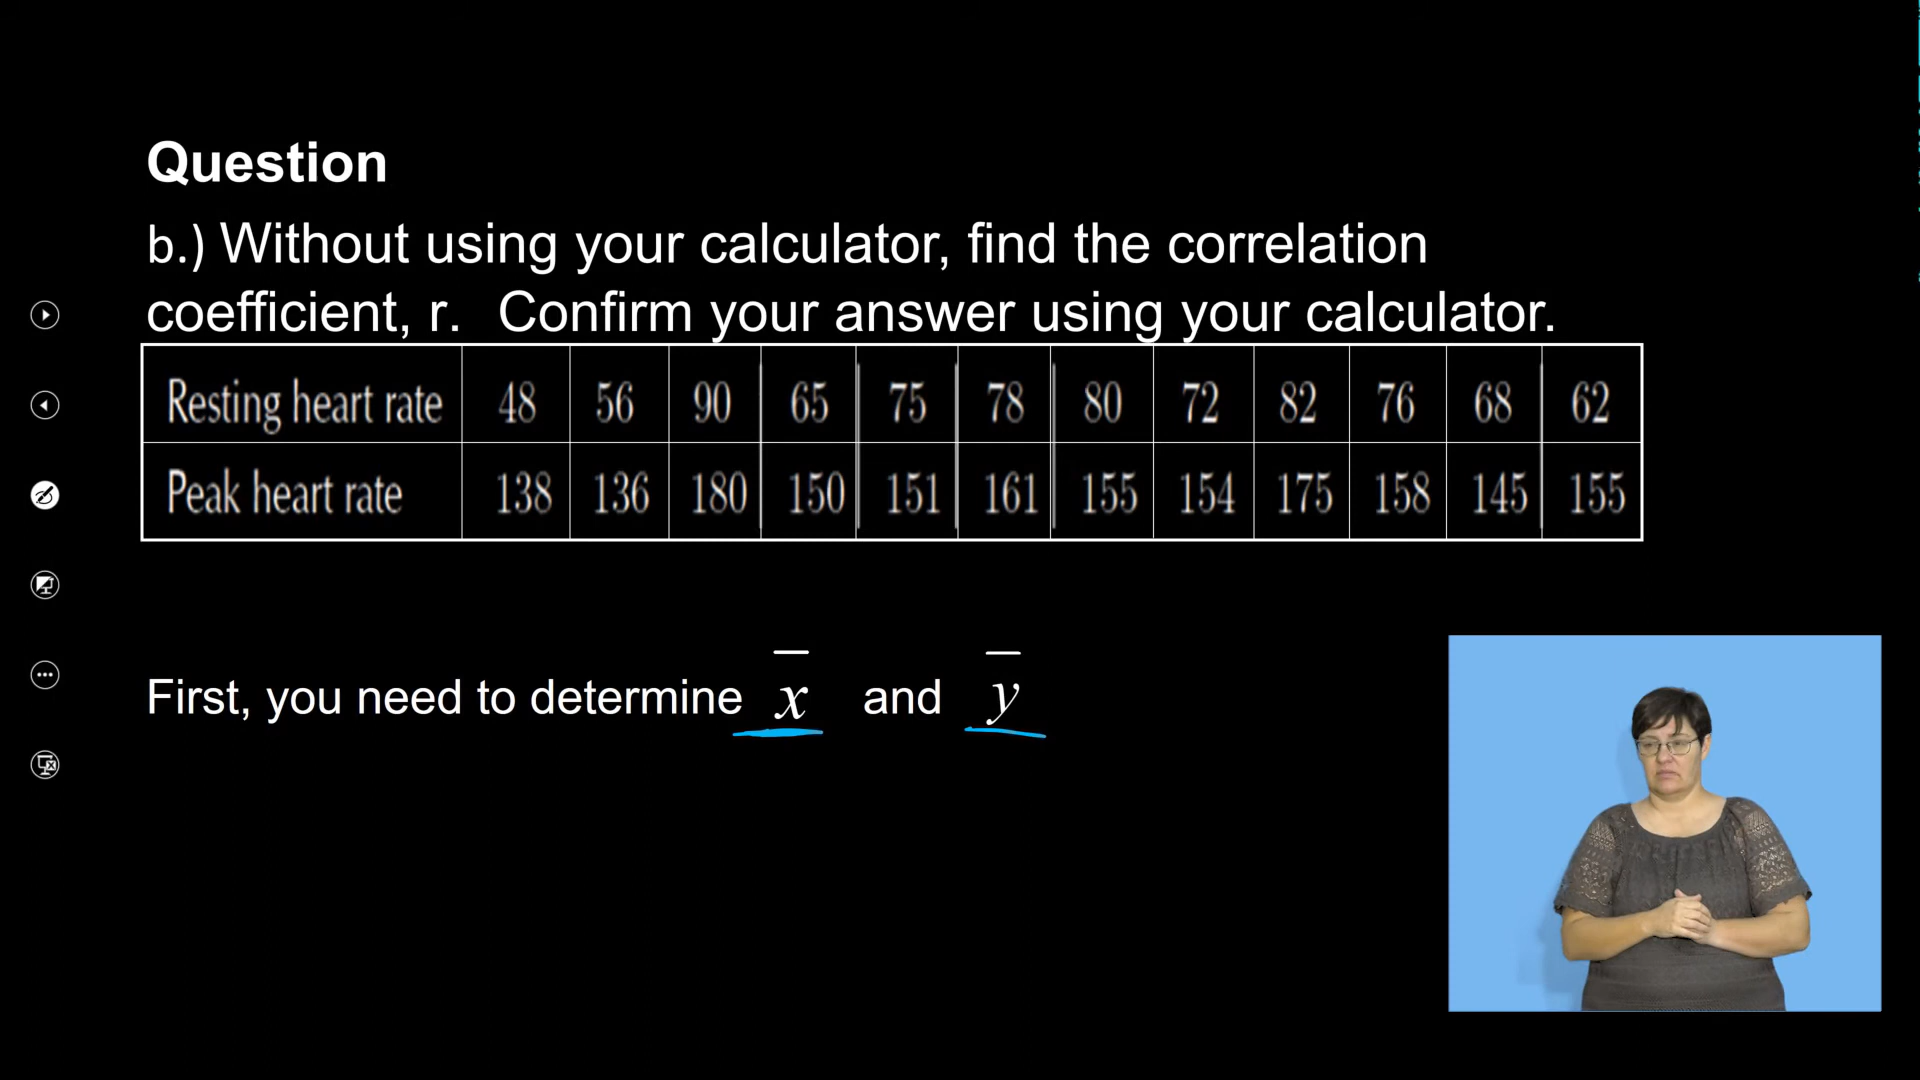 Question
b.) Without using your calculator, find the correlation
coefficient, r. Confirm your answer using your calculator.
Resting heart rate 48 56 90 65 75 78 80 72 82 76 68 62
Peak heart rate 138 136 180 150 151 161 155 154 175 158 145 155
First, you need to determine x̅ and y̅